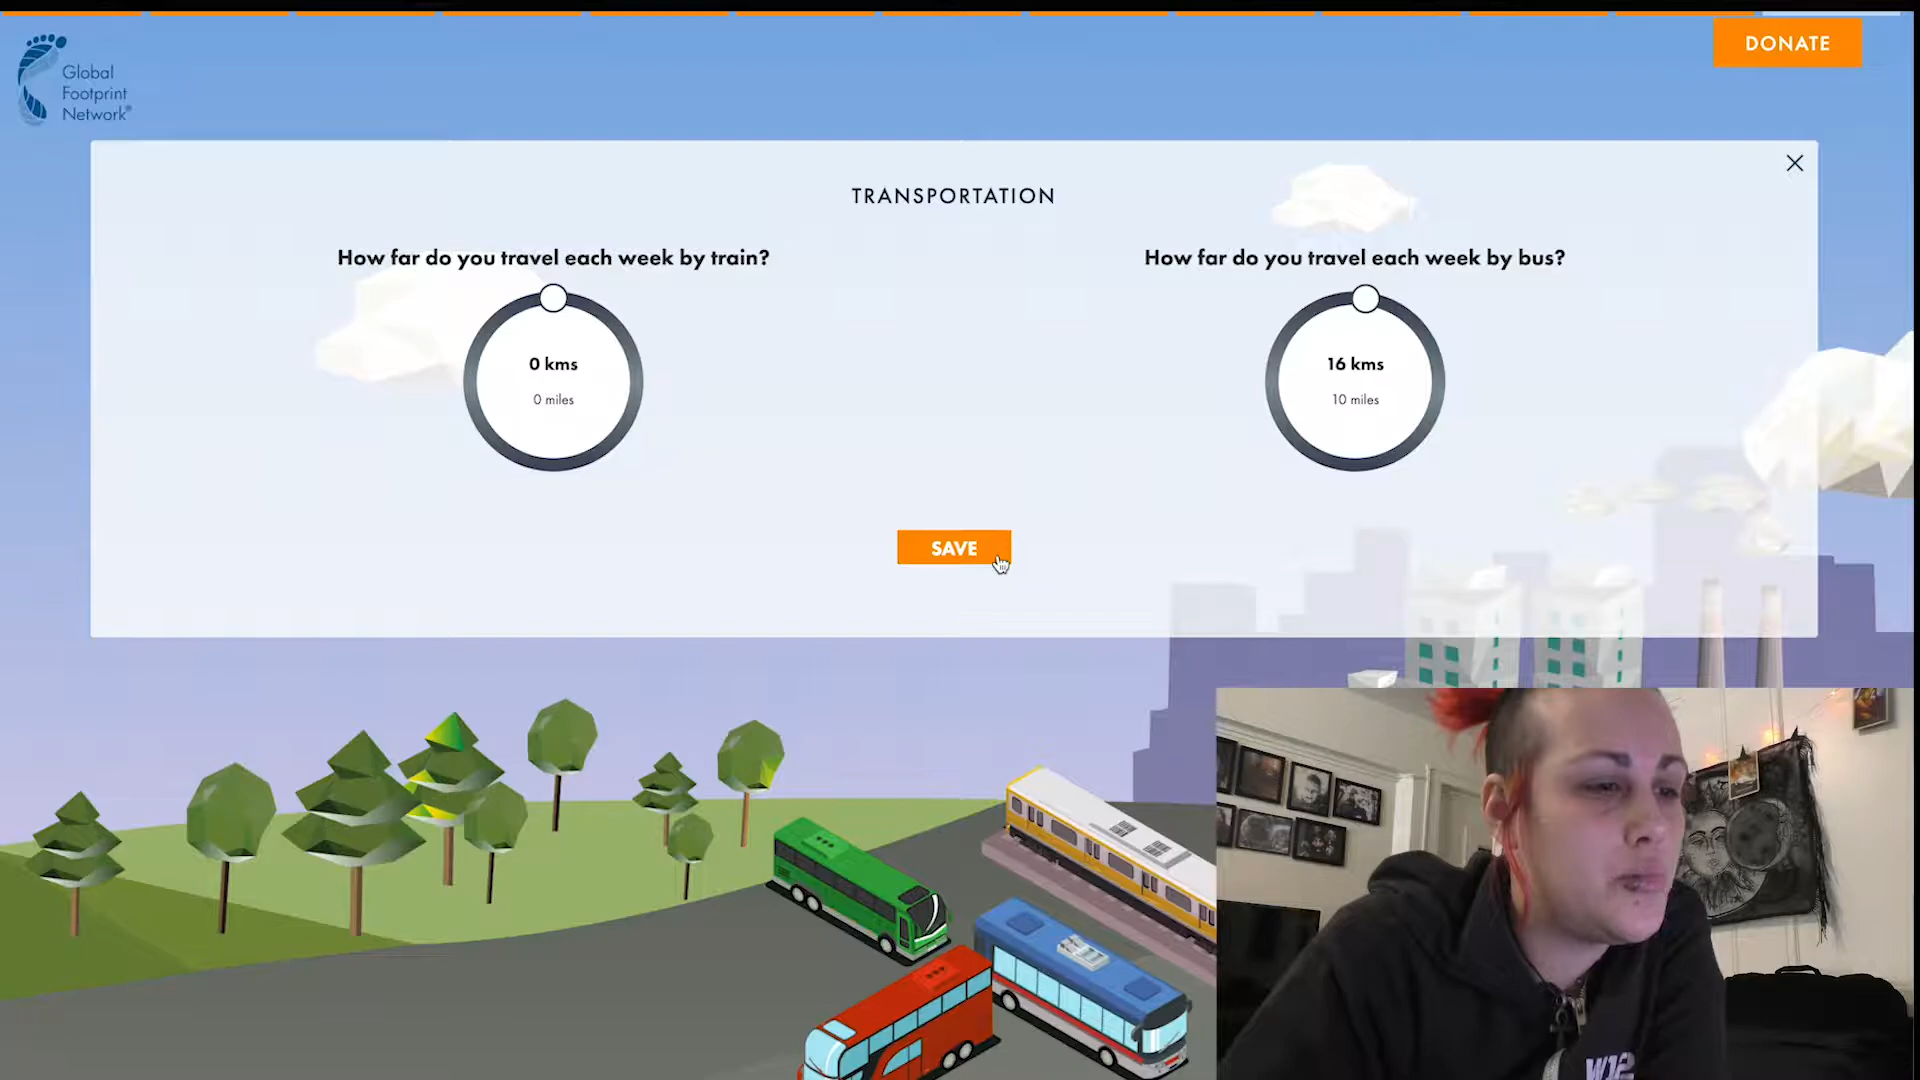 DONATE
Global
Footprint
Network®
TRANSPORTATION
How far do you travel each week by train?
0 kms
0 miles
How far do you travel each week by bus?
16 kms
10 miles
SAVE